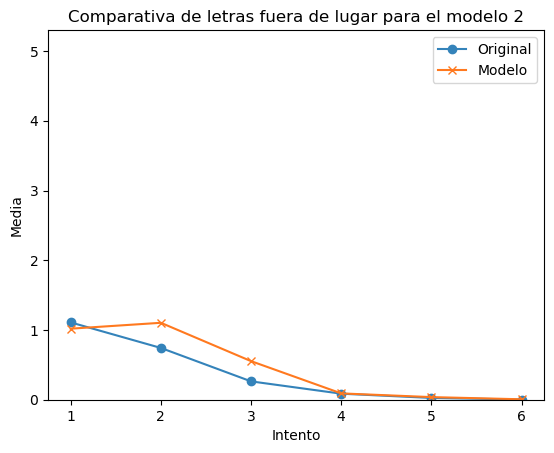 Comparativa de letras fuera de lugar para el modelo 2
Original
Modelo
5
4
3
2
1
0
Media
1 2 3 4 5 6
Intento